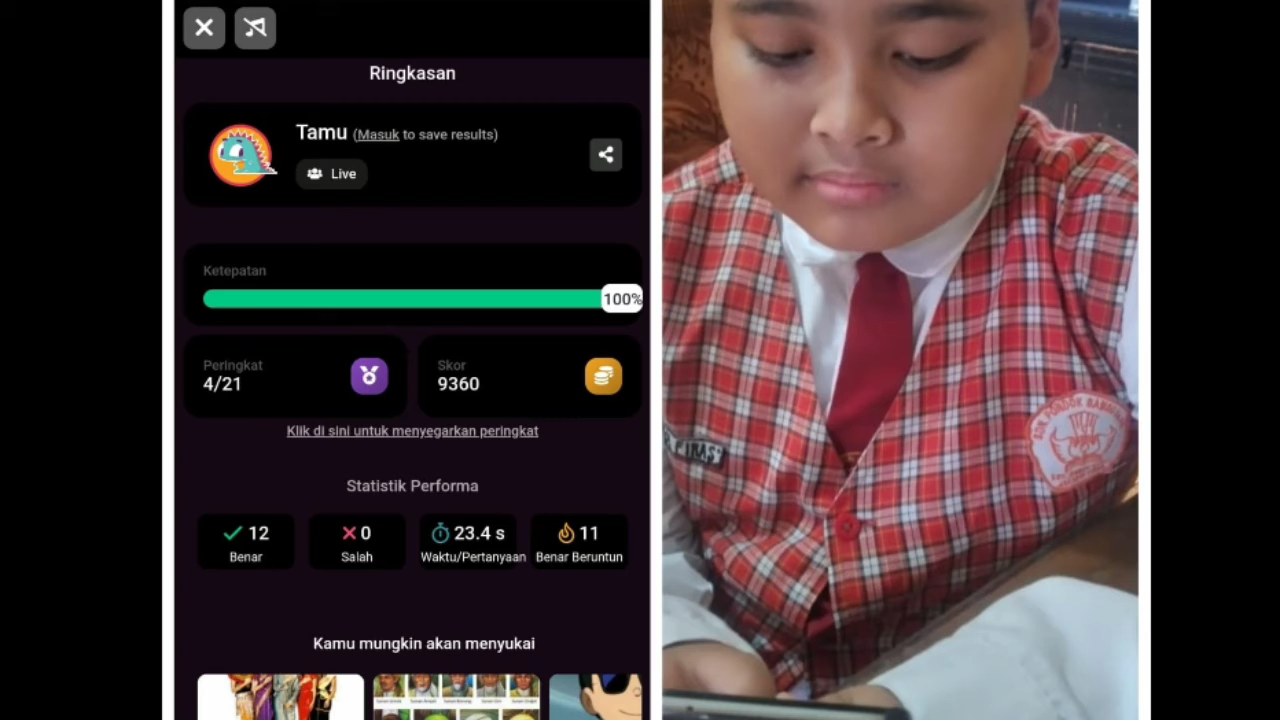 Ringkasan
Tamu (Masuk to save results)
Live
Ketepatan
100%
Peringkat
4/21
Skor
9360
Klik di sini untuk menyegarkan peringkat
Statistik Performa
12
Benar
0
Salah
23.4 s
Waktu/Pertanyaan
11
Benar Beruntun
Kamu mungkin akan menyukai